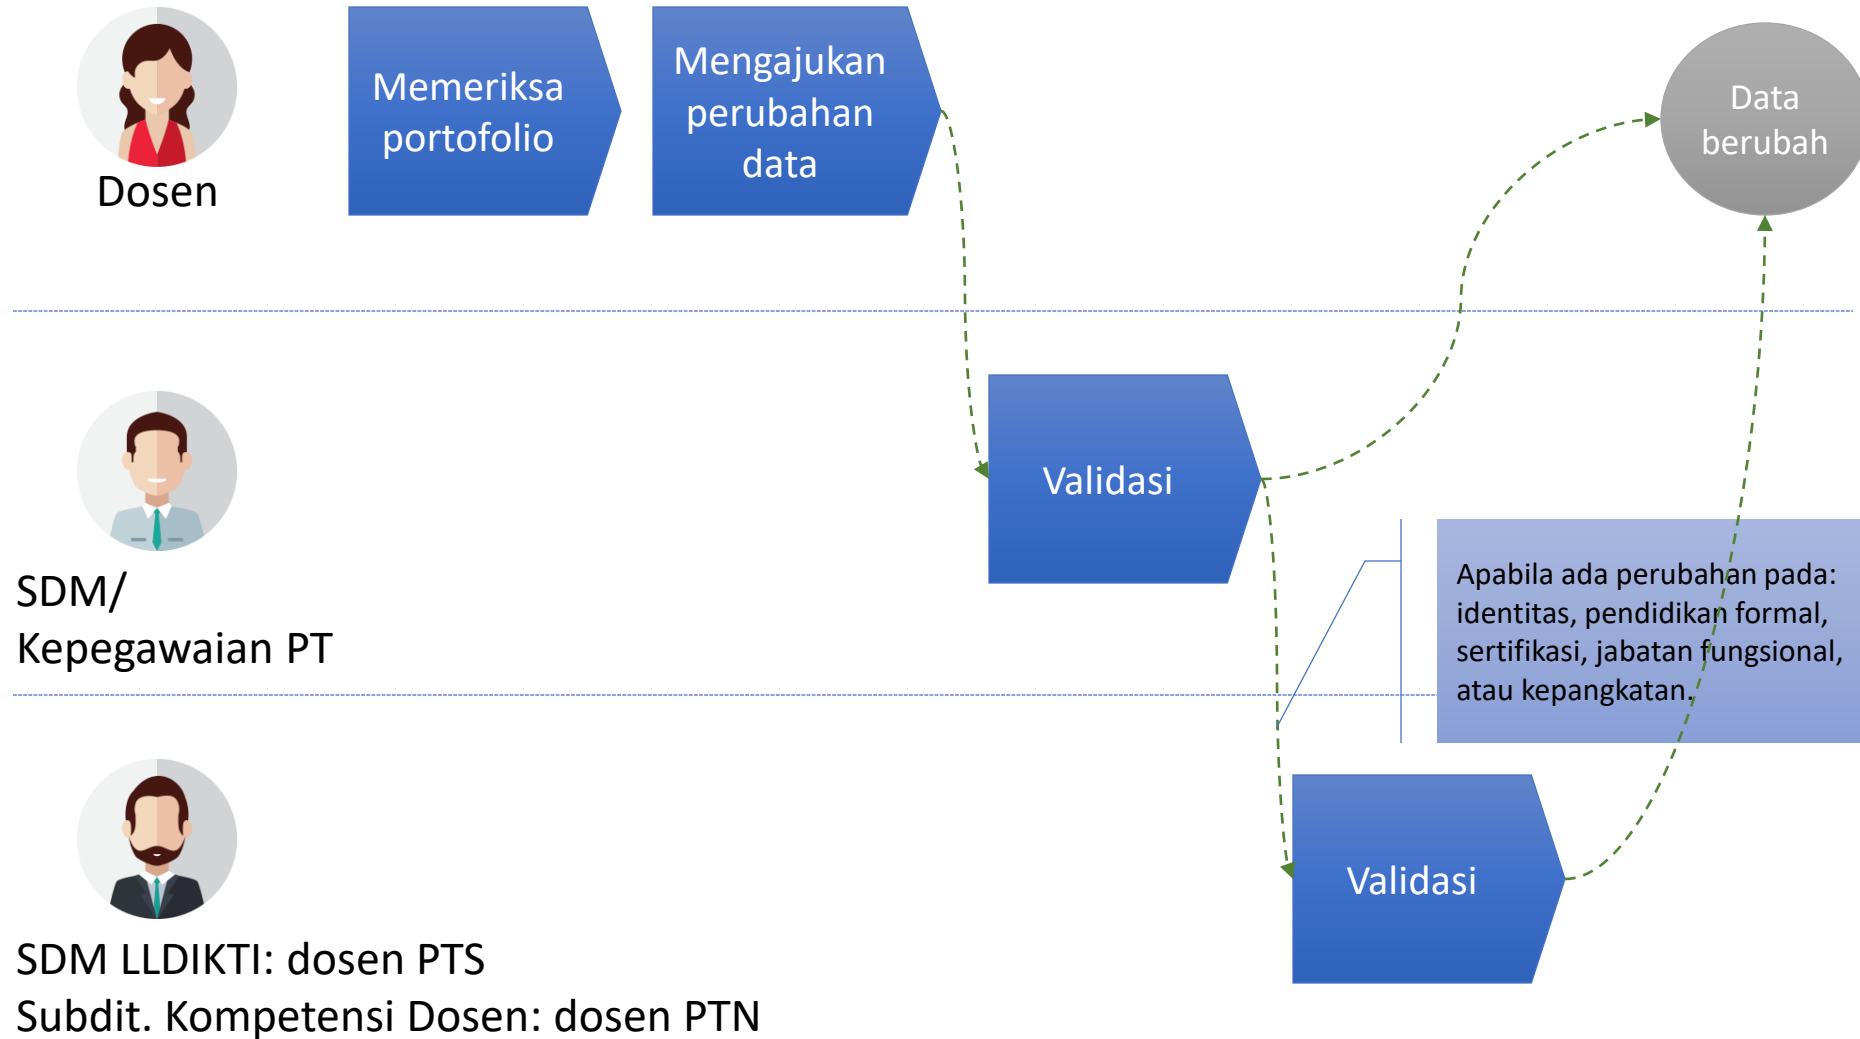 Dosen
Memeriksa
portofolio
Mengajukan
perubahan
data
Data
berubah
SDM/
Kepegawaian PT
Validasi
Apabila ada perubahan pada:
identitas, pendidikan formal,
sertifikasi, jabatan fungsional,
atau kepangkatan.
SDM LLDIKTI: dosen PTS
Subdit. Kompetensi Dosen: dosen PTN
Validasi